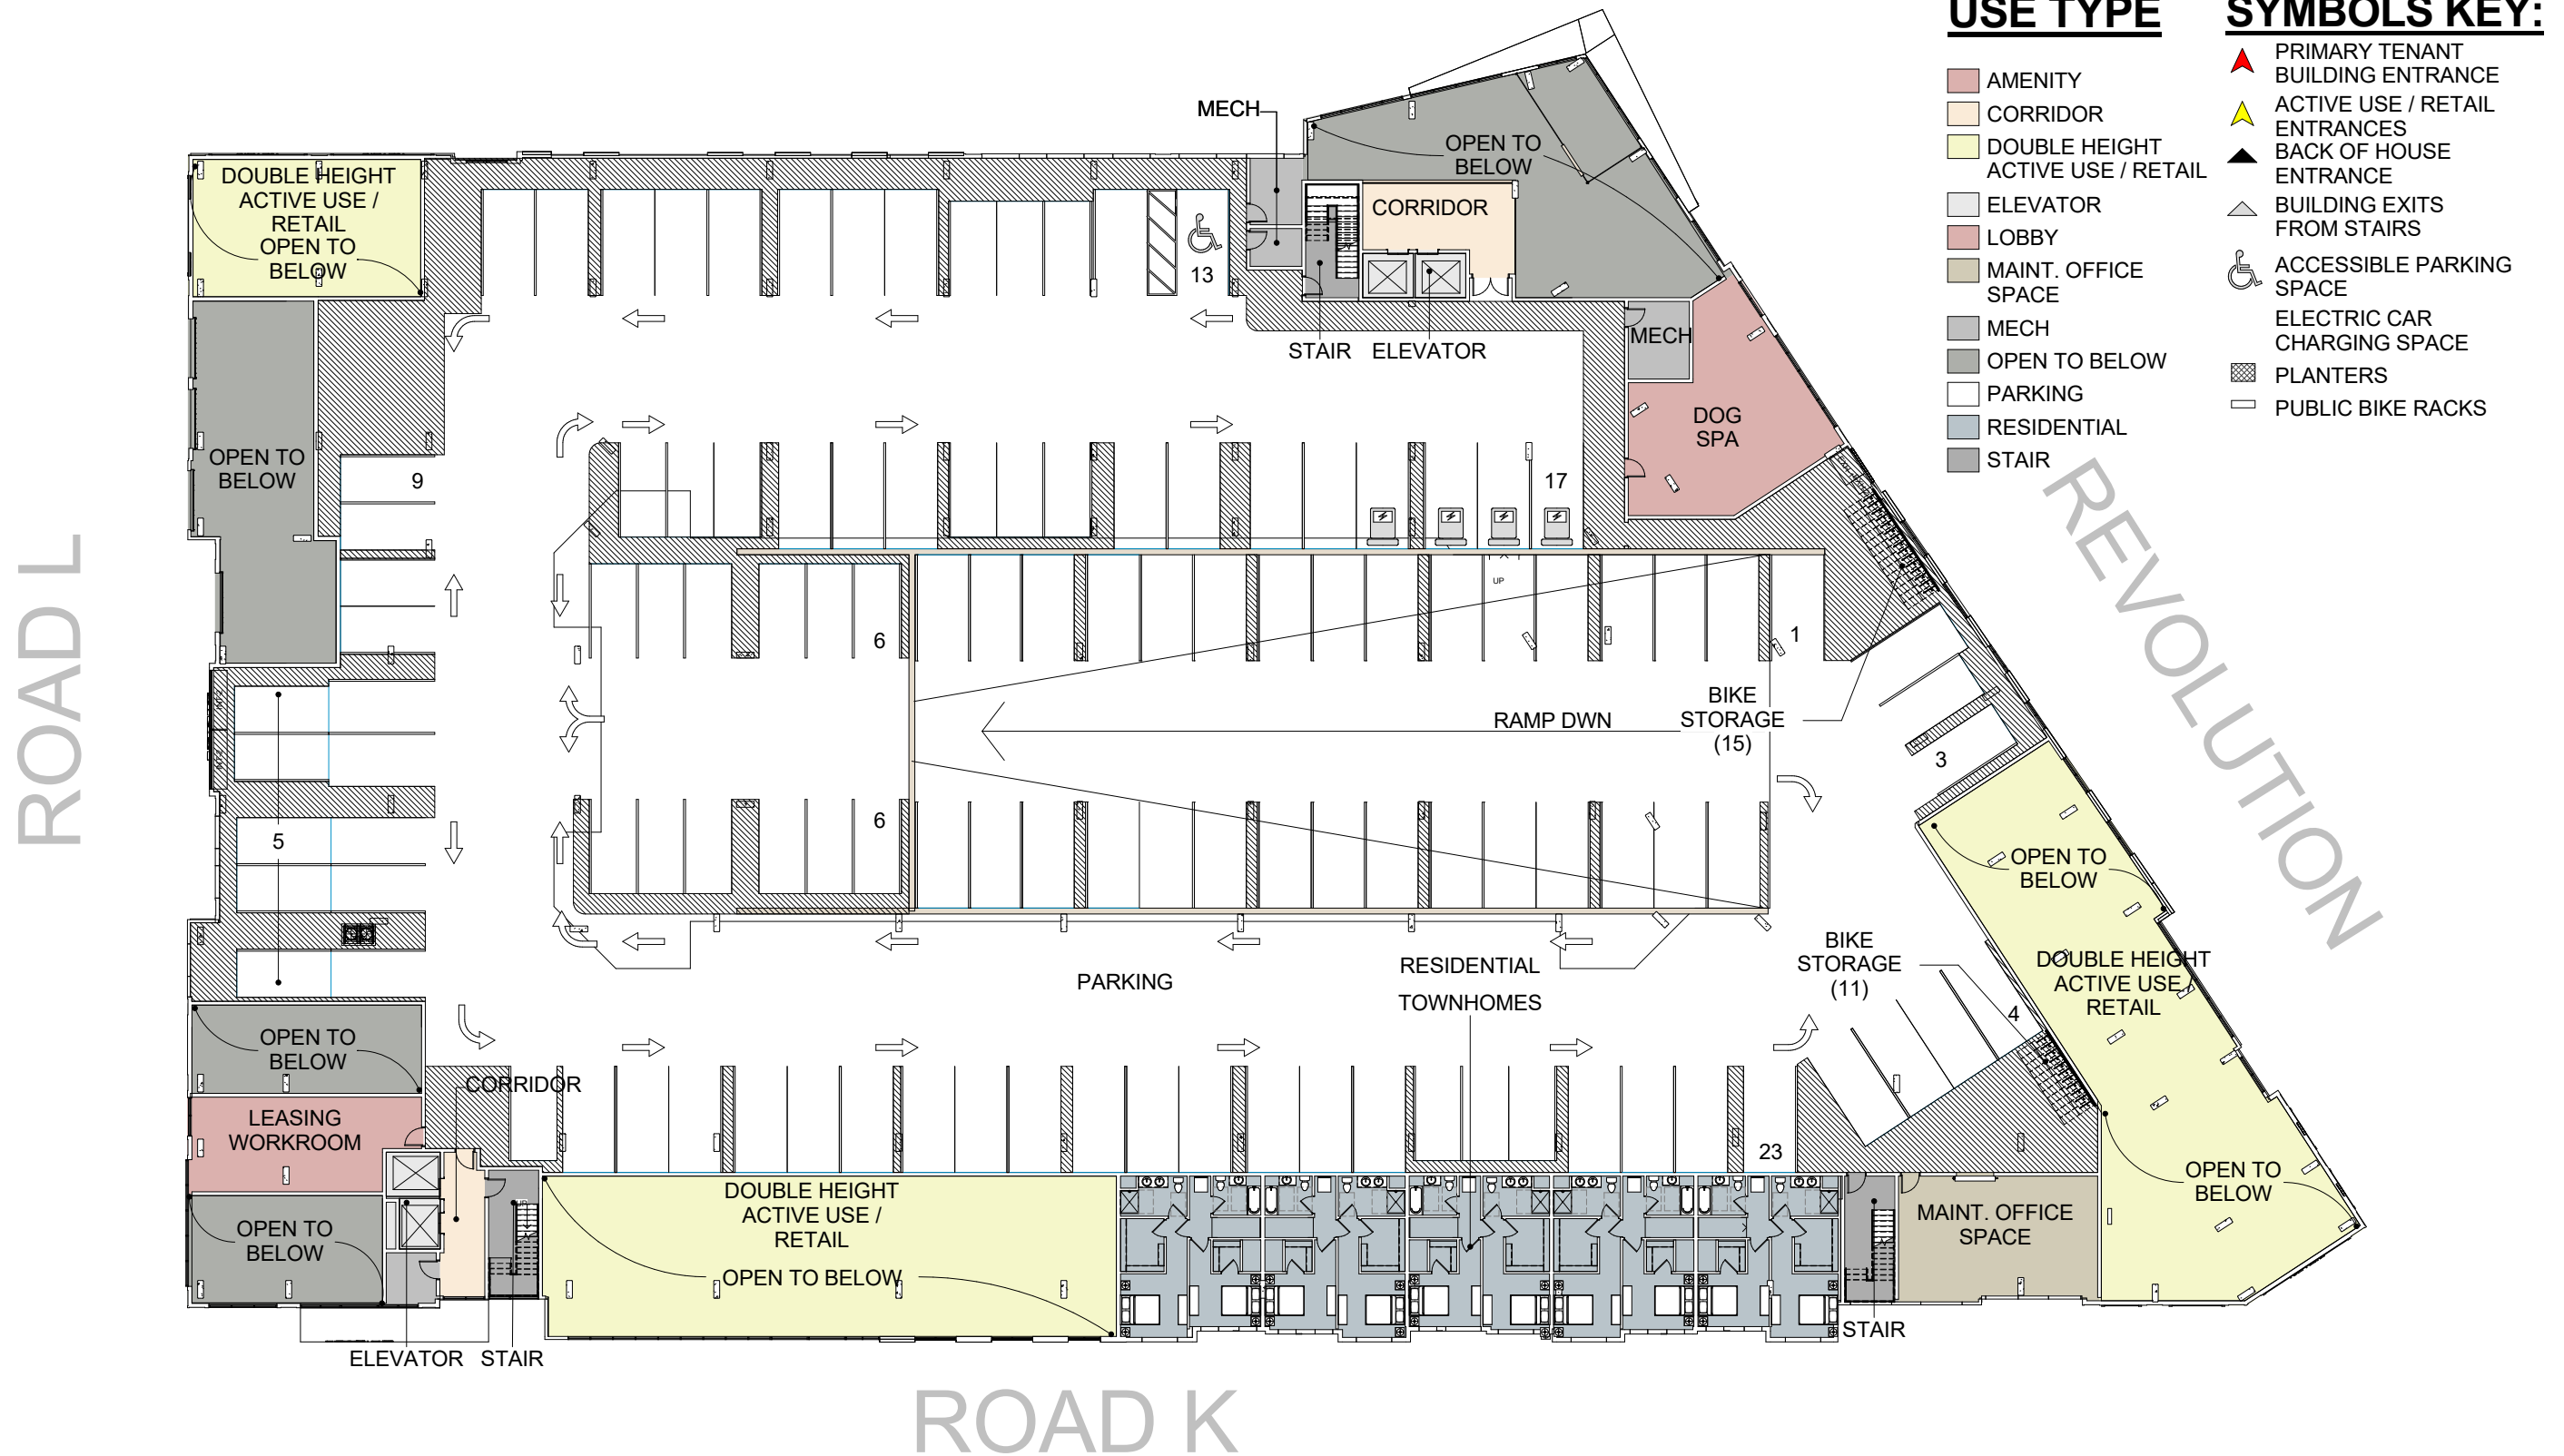 USE TYPE
AMENITY
CORRIDOR
DOUBLE HEIGHT
ACTIVE USE / RETAIL
ELEVATOR
LOBBY
MAINT. OFFICE
SPACE
MECH
OPEN TO BELOW
PARKING
RESIDENTIAL
STAIR
SYMBOLS KEY:
PRIMARY TENANT
BUILDING ENTRANCE
ACTIVE USE / RETAIL
ENTRANCES
BACK OF HOUSE
ENTRANCE
BUILDING EXITS
FROM STAIRS
ACCESSIBLE PARKING
SPACE
ELECTRIC CAR
CHARGING SPACE
PLANTERS
PUBLIC BIKE RACKS
MECH
OPEN TO
BELOW
DOUBLE HEIGHT
ACTIVE USE /
RETAIL
OPEN TO
BELOW
CORRIDOR
13
STAIR
ELEVATOR
MECH
DOG
SPA
OPEN TO
BELOW
9
17
UP
6
1
BIKE
STORAGE
(15)
RAMP DWN
3
5
6
OPEN TO
BELOW
DOUBLE HEIGHT
ACTIVE USE /
RETAIL
BIKE
STORAGE
(11)
4
PARKING
RESIDENTIAL
TOWNHOMES
OPEN TO
BELOW
CORRIDOR
LEASING
WORKROOM
23
OPEN TO
BELOW
OPEN TO
BELOW
UP
DOUBLE HEIGHT
ACTIVE USE /
RETAIL
OPEN TO BELOW
MAINT. OFFICE
SPACE
STAIR
ELEVATOR
STAIR
ROAD L
REVOLUTION
ROAD K